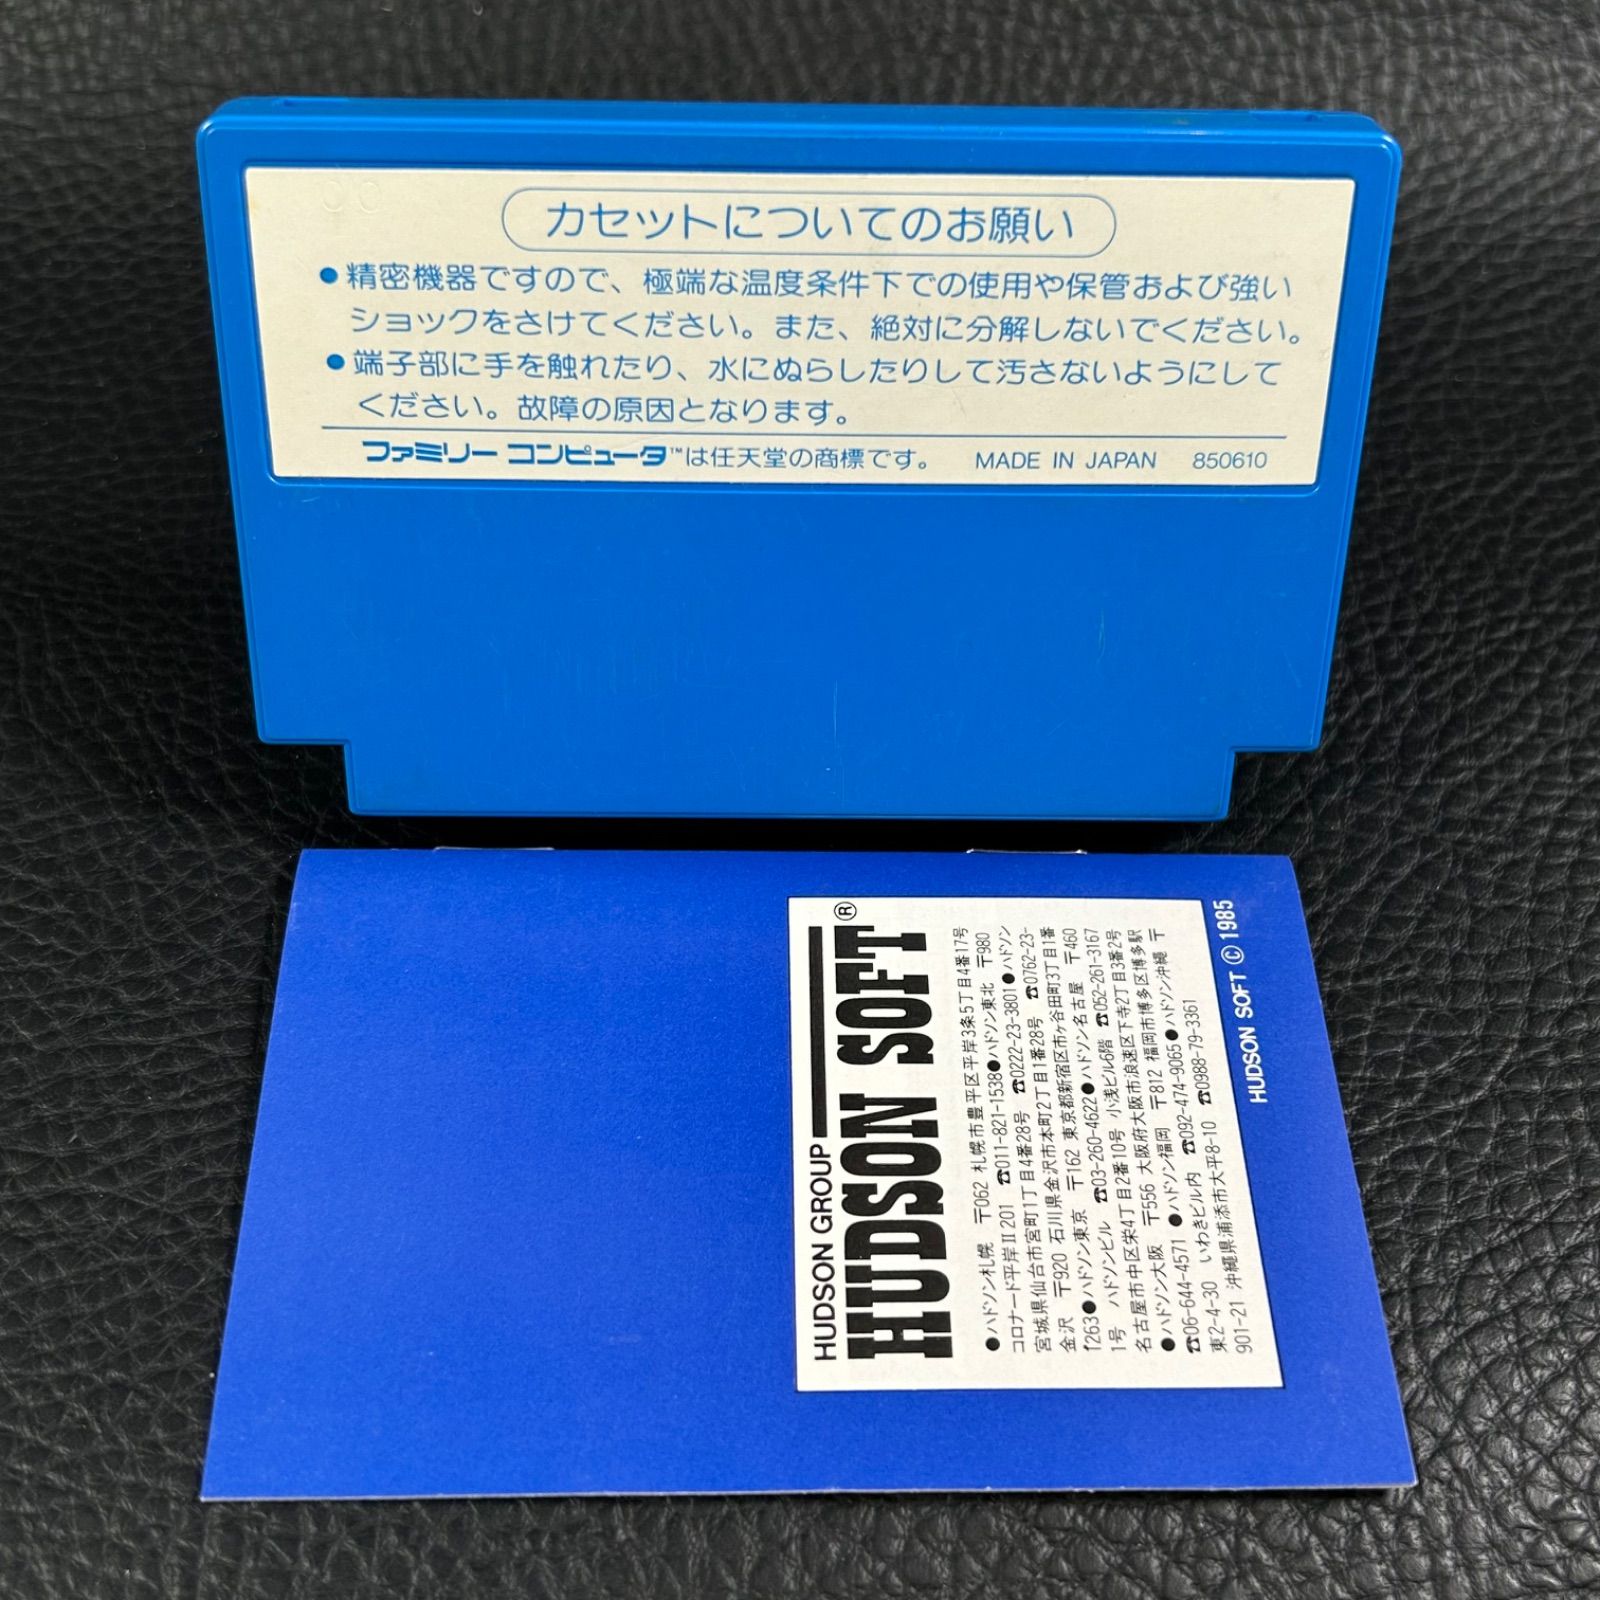 カセットについてのお願い
●精密機器ですので、極端な温度条件下での使用や保管および強い
ショックをさけてください。また、絶対に分解しないでください。
●端子部に手を触れたり、水にぬらしたりして汚さないようにして
ください。故障の原因となります。
ファミリー コンピュータ™は任天堂の商標です。 MADE IN JAPAN 850610
HUDSON GROUP
HUDSON SOFT®
●ハドソン札幌 〒062 札幌市豊平区平岸3条5丁目4番17号
コロナード平岸II 201 ☎011-821-1538●ハドソン東北 〒980
宮城県仙台市宮町1丁目4番28号 ☎0222-23-3801●ハドソン
金沢 〒920 石川県金沢市本町2丁目1番28号 ☎0762-23-
1263●ハドソン東京 〒162 東京都新宿区市ヶ谷田町3丁目1番
1号 ハドソンビル ☎03-260-4622●ハドソン名古屋 〒460
名古屋市中区栄4丁目2番10号 小浅ビル6階 ☎052-261-3167
●ハドソン大阪 〒556 大阪府大阪市浪速区下寺2丁目3番2号
☎06-644-4571 ●ハドソン福岡 〒812 福岡市博多区博多駅
東2-4-30 いわきビル内 ☎092-474-9065●ハドソン沖縄 〒
901-21 沖縄県浦添市大平8-10 ☎0988-79-3361
HUDSON SOFT © 1985